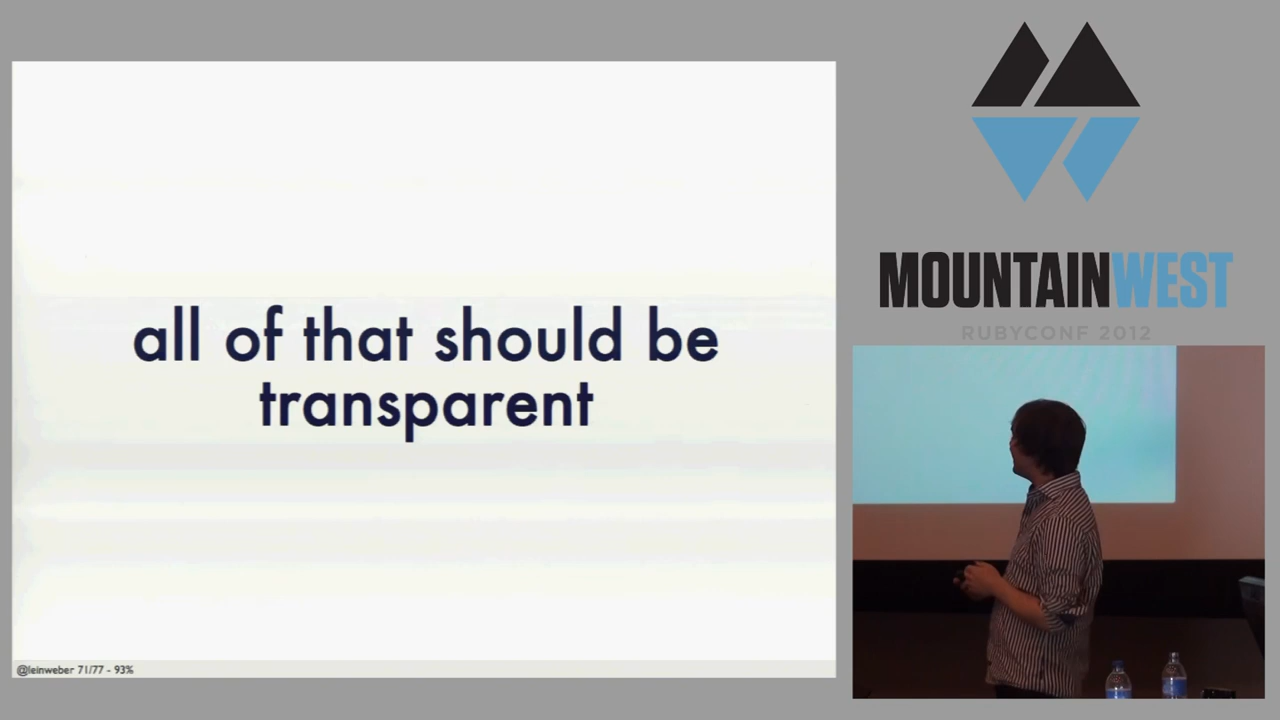 all of that should be
transparent
@leinweber 71/77 - 93%
MOUNTAINWEST
RUBYCONF 2012